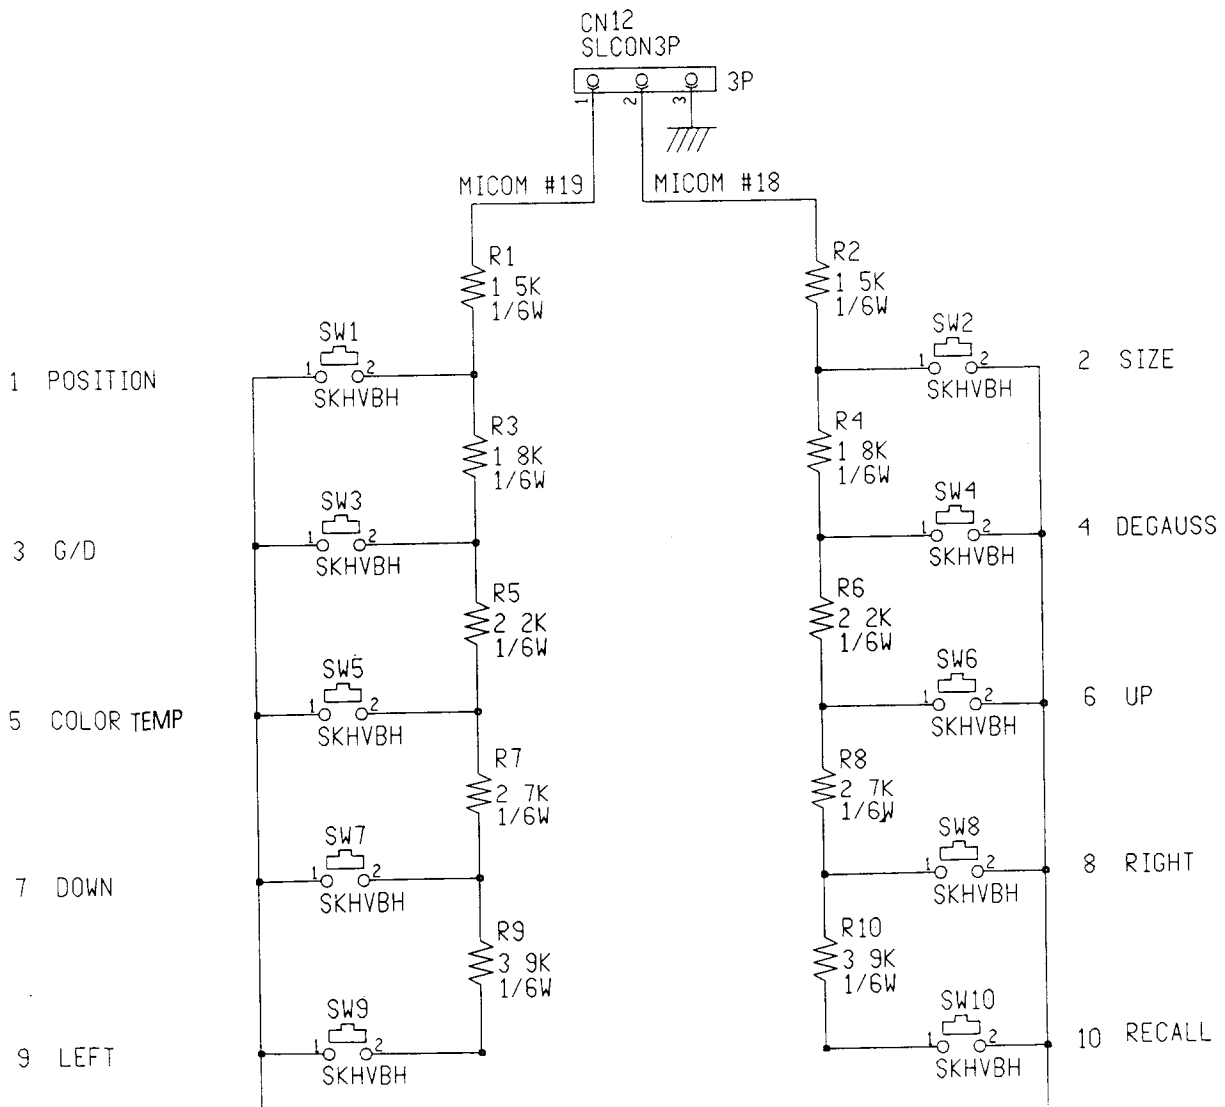 CN12
SLCON3P
3P
1
2
3
MICOM #19
MICOM #18
R1
1 5K
1/6W
R2
1 5K
1/6W
SW1
1
2
SKHVBH
1 POSITION
SW2
1
2
SKHVBH
2 SIZE
R3
1 8K
1/6W
R4
1 8K
1/6W
SW3
1
2
SKHVBH
3 G/D
SW4
1
2
SKHVBH
4 DEGAUSS
R5
2 2K
1/6W
R6
2 2K
1/6W
SW5
1
2
SKHVBH
5 COLOR TEMP
SW6
1
2
SKHVBH
6 UP
R7
2 7K
1/6W
R8
2 7K
1/6W
SW7
1
2
SKHVBH
7 DOWN
SW8
1
2
SKHVBH
8 RIGHT
R9
3 9K
1/6W
R10
3 9K
1/6W
SW9
1
2
SKHVBH
9 LEFT
SW10
1
2
SKHVBH
10 RECALL